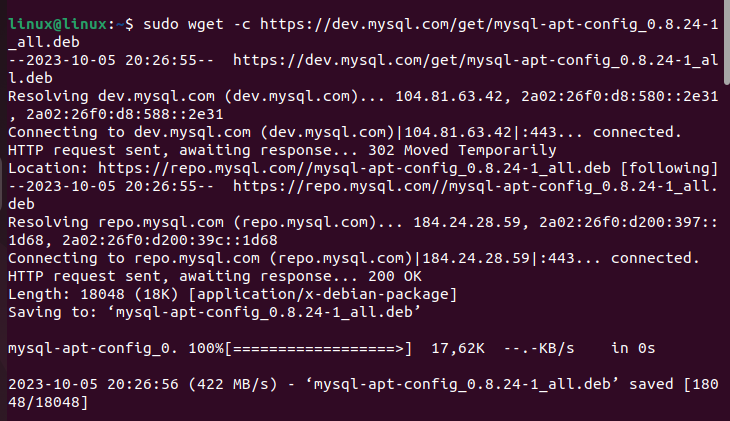 linux@linux:~$ sudo wget -c https://dev.mysql.com/get/mysql-apt-config_0.8.24-1
_all.deb
--2023-10-05 20:26:55--  https://dev.mysql.com/get/mysql-apt-config_0.8.24-1_al
l.deb
Resolving dev.mysql.com (dev.mysql.com)... 104.81.63.42, 2a02:26f0:d8:580::2e31
, 2a02:26f0:d8:588::2e31
Connecting to dev.mysql.com (dev.mysql.com)|104.81.63.42|:443... connected.
HTTP request sent, awaiting response... 302 Moved Temporarily
Location: https://repo.mysql.com//mysql-apt-config_0.8.24-1_all.deb [following]
--2023-10-05 20:26:55--  https://repo.mysql.com//mysql-apt-config_0.8.24-1_all.
deb
Resolving repo.mysql.com (repo.mysql.com)... 184.24.28.59, 2a02:26f0:d200:397::
1d68, 2a02:26f0:d200:39c::1d68
Connecting to repo.mysql.com (repo.mysql.com)|184.24.28.59|:443... connected.
HTTP request sent, awaiting response... 200 OK
Length: 18048 (18K) [application/x-debian-package]
Saving to: ‘mysql-apt-config_0.8.24-1_all.deb’
mysql-apt-config_0. 100%[==================>]  17,62K  --.-KB/s    in 0s
2023-10-05 20:26:56 (422 MB/s) - ‘mysql-apt-config_0.8.24-1_all.deb’ saved [180
48/18048]